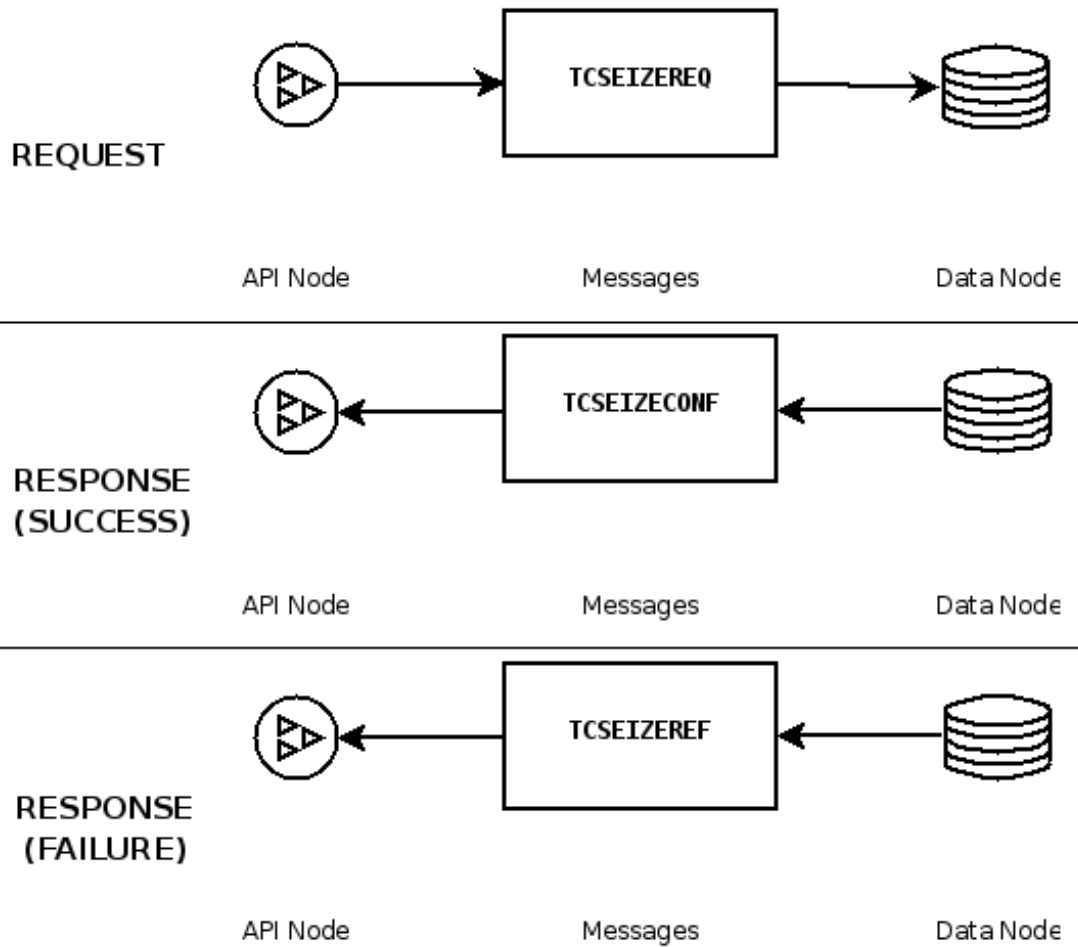 TCSEIZEREQ
REQUEST
API Node
Messages
Data Node
TCSEIZECONF
RESPONSE
(SUCCESS)
API Node
Messages
Data Node
TCSEIZEREF
RESPONSE
(FAILURE)
API Node
Messages
Data Node